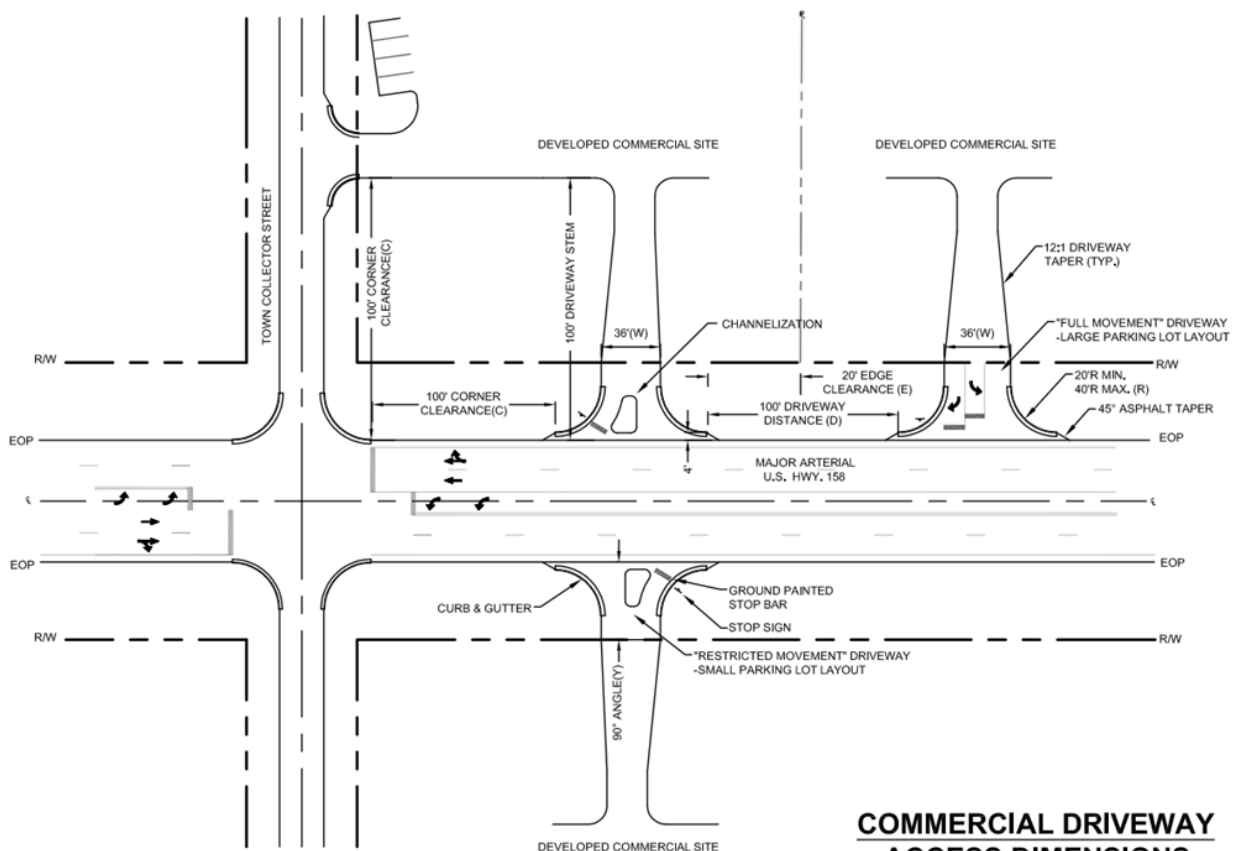 DEVELOPED COMMERCIAL SITE
DEVELOPED COMMERCIAL SITE
TOWN COLLECTOR STREET
100' CORNER
CLEARANCE(C)
100' DRIVEWAY STEM
12:1 DRIVEWAY
TAPER (TYP.)
CHANNELIZATION
36'(W)
36'(W)
"FULL MOVEMENT" DRIVEWAY
-LARGE PARKING LOT LAYOUT
R/W
R/W
20' EDGE
CLEARANCE (E)
20'R MIN.
40'R MAX. (R)
100' CORNER
CLEARANCE(C)
100' DRIVEWAY
DISTANCE (D)
45° ASPHALT TAPER
EOP
EOP
4'
MAJOR ARTERIAL
U.S. HWY. 158
EOP
EOP
GROUND PAINTED
STOP BAR
CURB & GUTTER
STOP SIGN
R/W
R/W
"RESTRICTED MOVEMENT" DRIVEWAY
-SMALL PARKING LOT LAYOUT
90° ANGLE(Y)
COMMERCIAL DRIVEWAY
ACCESS DIMENSIONS
DEVELOPED COMMERCIAL SITE